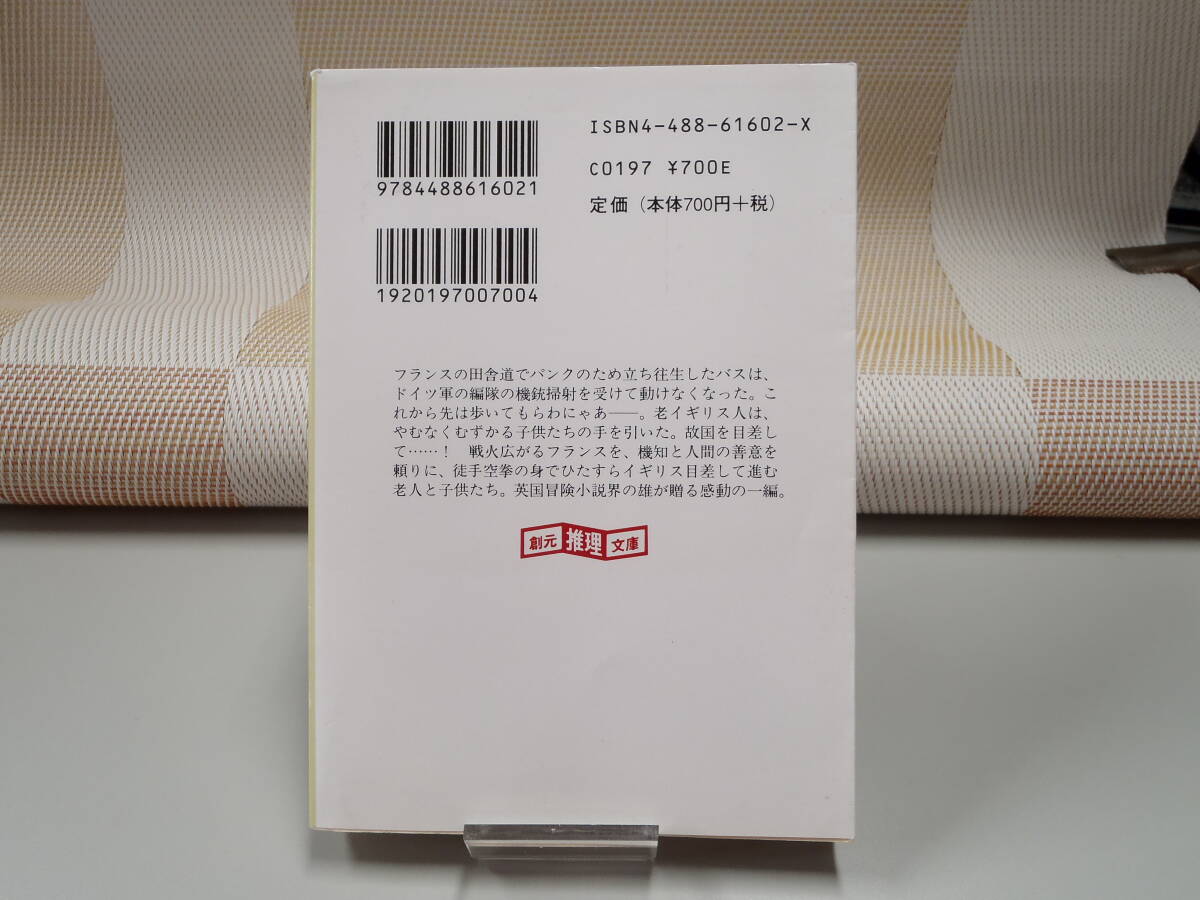 ISBN4-488-61602-X
C0197 ¥700E
定価（本体700円+税）
9784488616021
1920197007004
フランスの田舎道でパンクのため立ち往生したバスは、
ドイツ軍の編隊の機銃掃射を受けて動けなくなった。こ
れから先は歩いてもらわにゃあ――。老イギリス人は、
やむなくむずかる子供たちの手を引いた。故国を目差し
て……！　戦火広がるフランスを、機知と人間の善意を
頼りに、徒手空拳の身でひたすらイギリス目差して進む
老人と子供たち。英国冒険小説界の雄が贈る感動の一編。
創元推理文庫